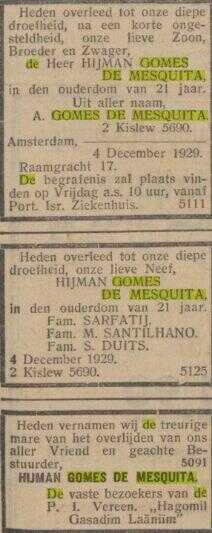 Heden overleed tot onze diepe
droefheid, na een korte onge-
steldheid, onze lieve Zoon,
Broeder en Zwager,
de Heer HIJMAN GOMES
DE MESQUITA,
in den ouderdom van 21 jaar.
Uit aller naam,
A. GOMES DE MESQUITA.
2 Kislew 5690.
Amsterdam,
4 December 1929.
Raamgracht 17.
De begrafenis zal plaats vin-
den op Vrijdag a.s. 10 uur, vanaf
Port. Isr. Ziekenhuis. 5111
Heden overleed tot onze diepe
droefheid, onze lieve Neef,
HIJMAN GOMES
DE MESQUITA,
in den ouderdom van 21 jaar.
Fam. SARFATIJ.
Fam. M. SANTILHANO.
Fam. S. DUITS.
4 December 1929.
2 Kislew 5690. 5125
Heden vernamen wij de treurige
mare van het overlijden van ons
aller Vriend en geachte Be-
stuurder, 5091
HIJMAN GOMES DE MESQUITA.
De vaste bezoekers van de
P. I. Vereen. „Hagomil
Gasadim Laäniim"